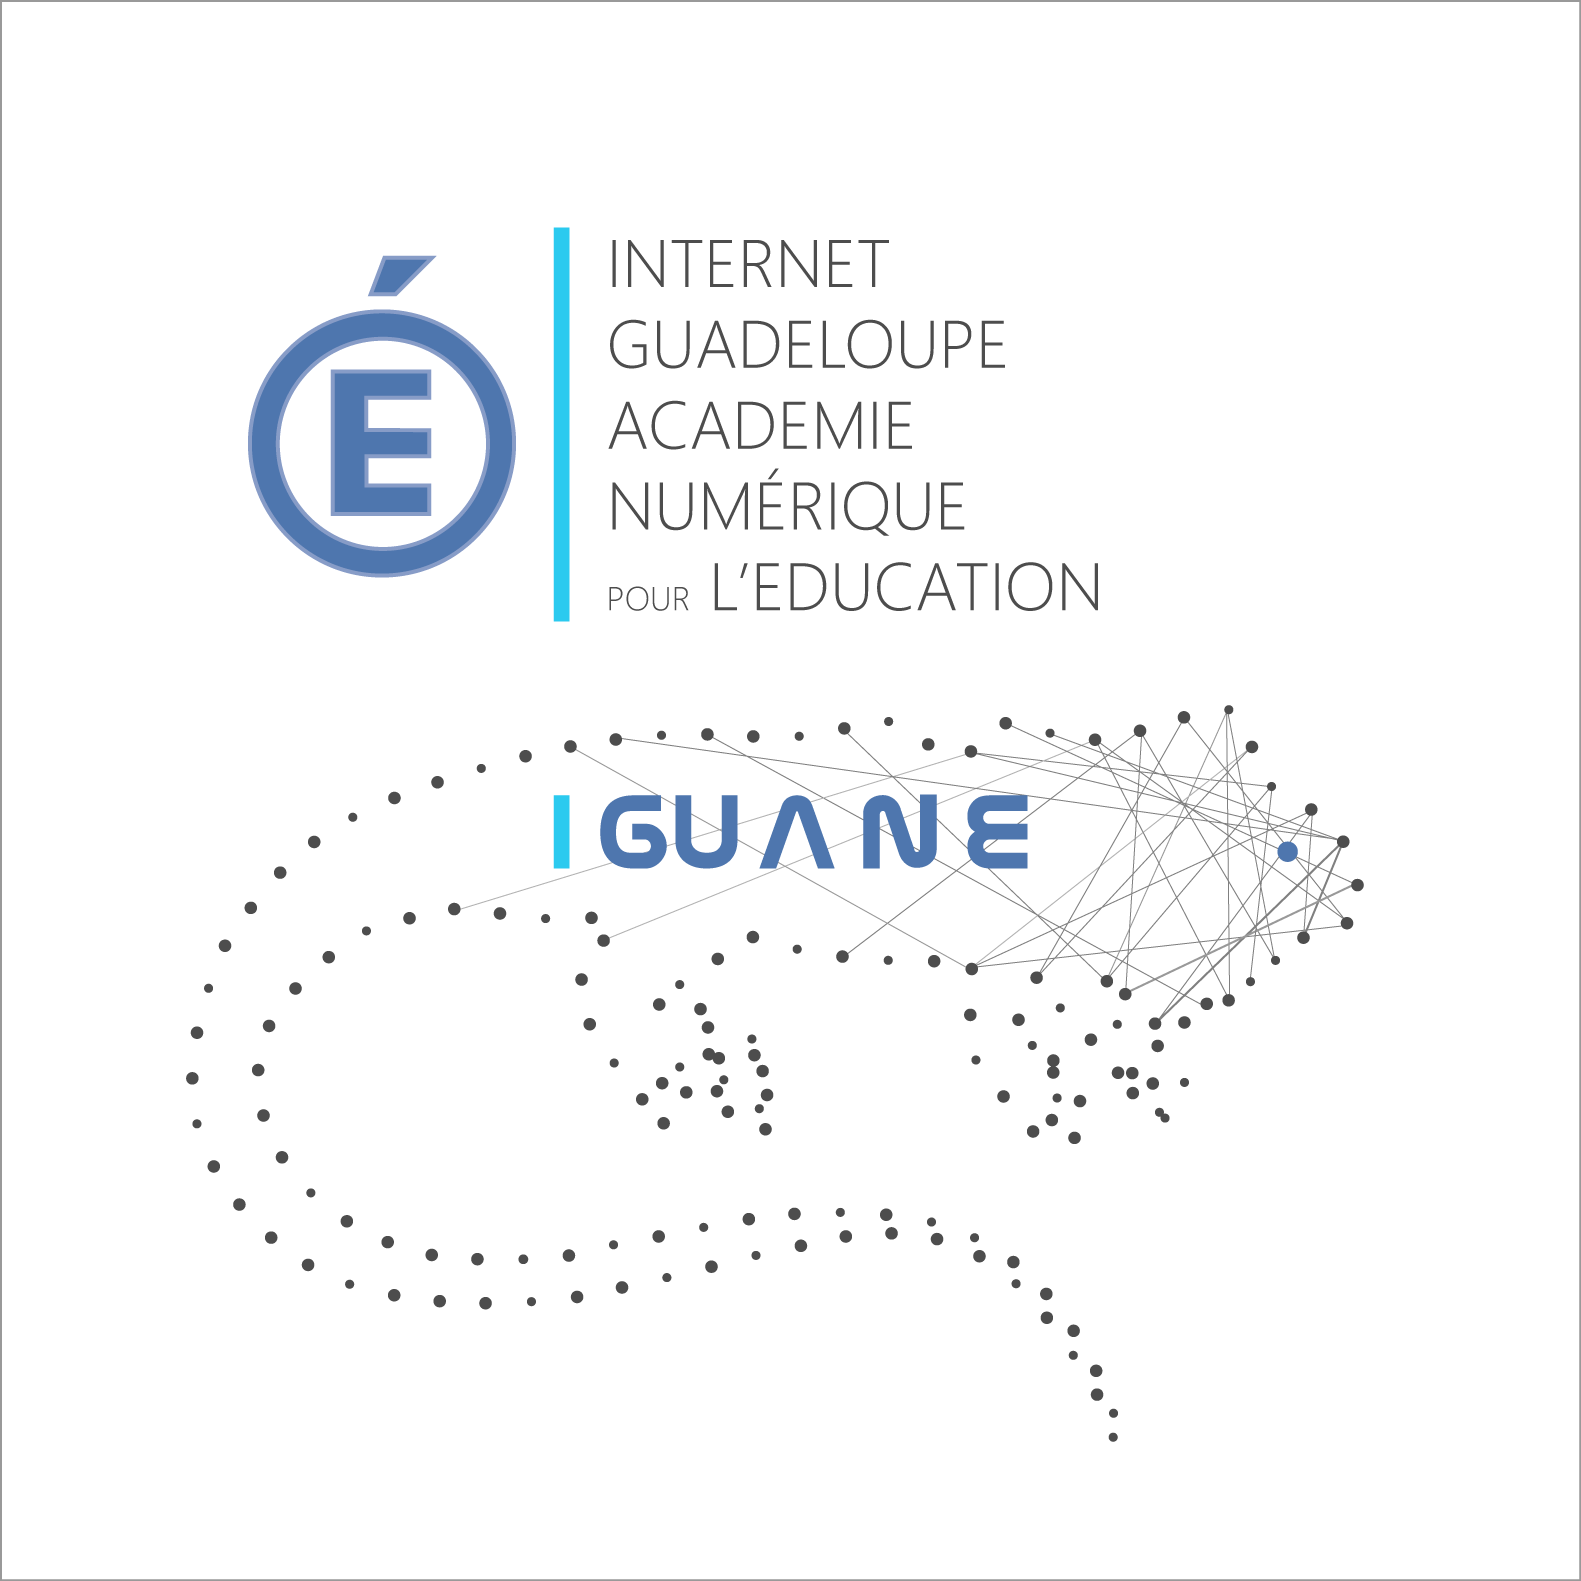 É
INTERNET
GUADELOUPE
ACADEMIE
NUMÉRIQUE
POUR L’EDUCATION
IGUANE